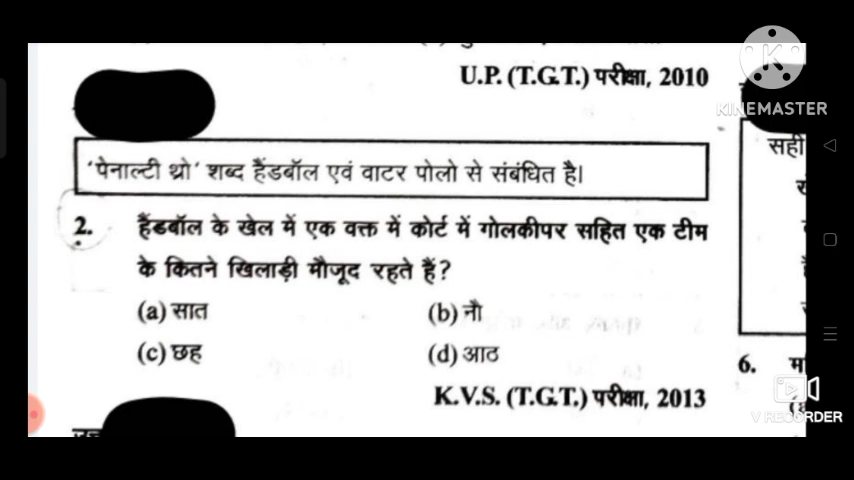 U.P. (T.G.T.) परीक्षा, 2010
KINEMASTER
'पेनाल्टी थ्रो' शब्द हैंडबॉल एवं वाटर पोलो से संबंधित है।
2. हैंडबॉल के खेल में एक वक्त में कोर्ट में गोलकीपर सहित एक टीम
के कितने खिलाड़ी मौजूद रहते हैं?
(a) सात (b) नौ
(c) छह (d) आठ
K.V.S. (T.G.T.) परीक्षा, 2013
सही
6.
V RECORDER